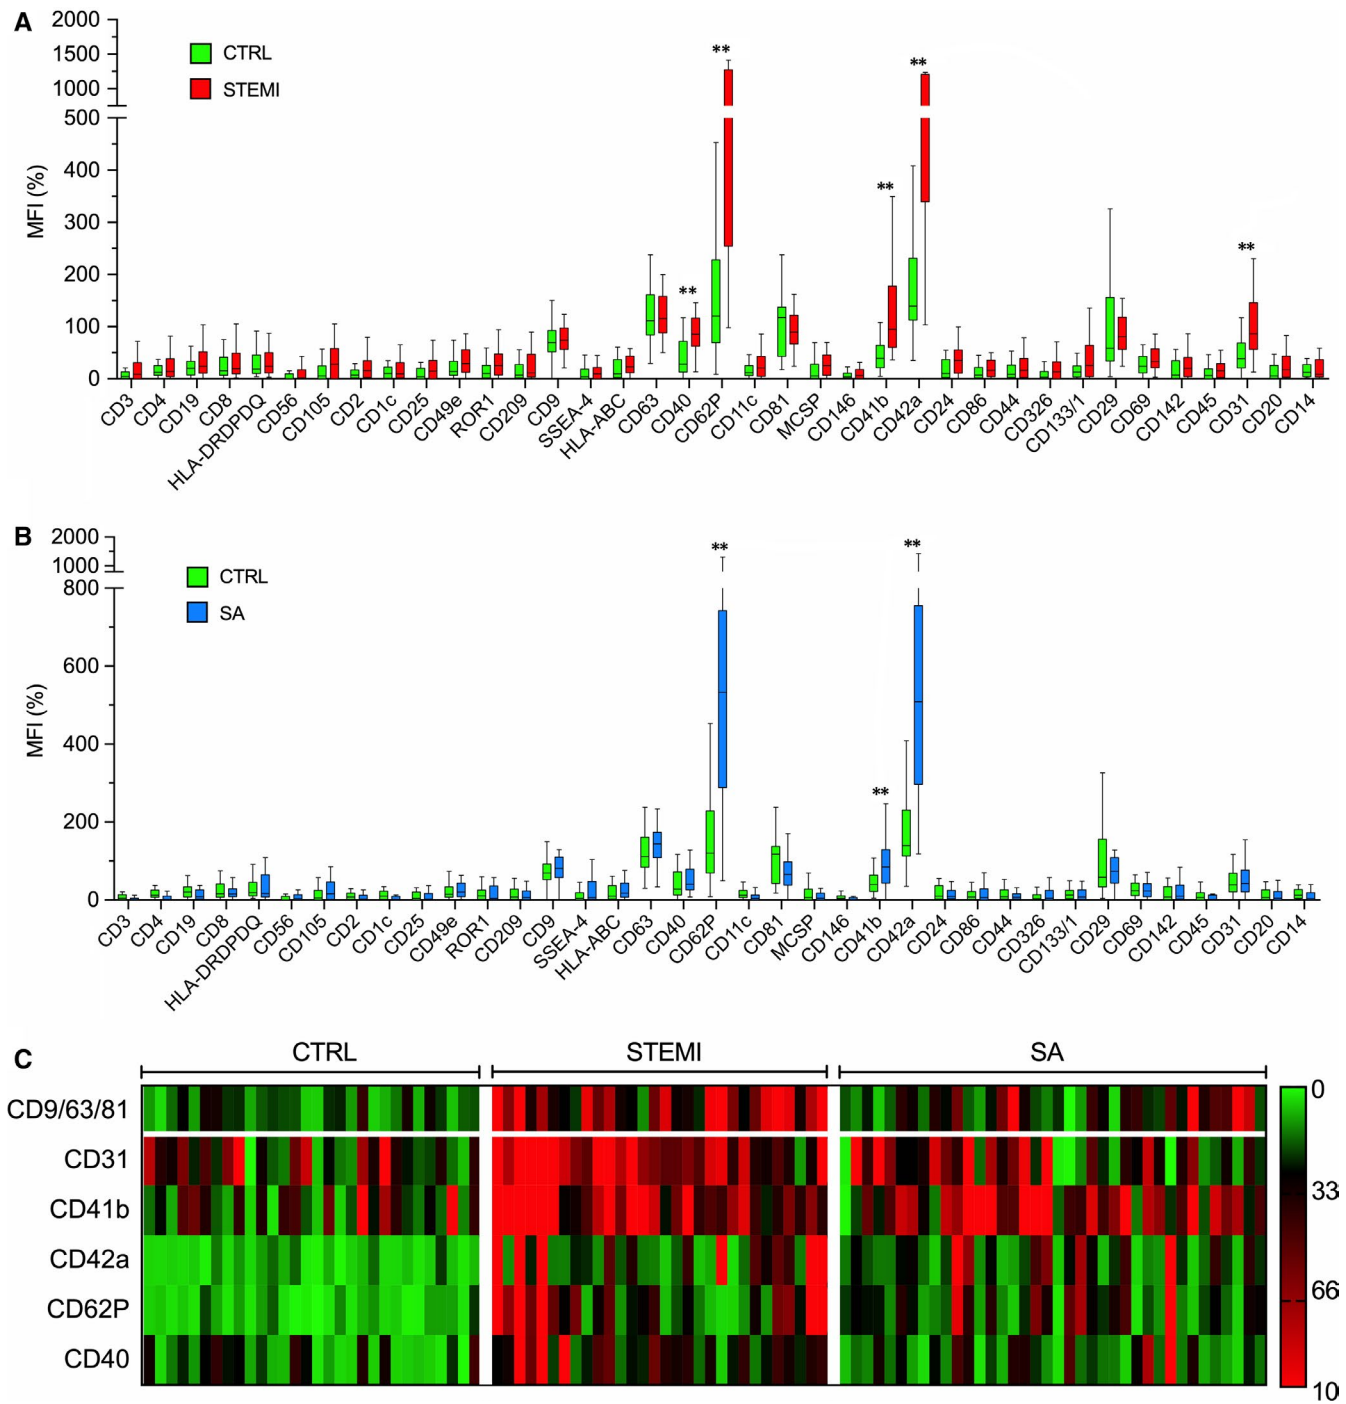 A
2000
1500
1000
500
400
300
200
100
0
MFI (%)
CTRL
STEMI
**
**
**
**
**
CD3
CD4
CD19
CD8
HLA-DRDPDQ
CD56
CD105
CD2
CD1c
CD25
CD49e
ROR1
CD209
CD9
SSEA-4
HLA-ABC
CD63
CD40
CD62P
CD11c
CD81
MCSP
CD146
CD41b
CD42a
CD24
CD86
CD44
CD326
CD133/1
CD29
CD69
CD142
CD45
CD31
CD20
CD14
B
2000
1000
800
600
400
200
0
MFI (%)
CTRL
SA
**
**
**
CD3
CD4
CD19
CD8
HLA-DRDPDQ
CD56
CD105
CD2
CD1c
CD25
CD49e
ROR1
CD209
CD9
SSEA-4
HLA-ABC
CD63
CD40
CD62P
CD11c
CD81
MCSP
CD146
CD41b
CD42a
CD24
CD86
CD44
CD326
CD133/1
CD29
CD69
CD142
CD45
CD31
CD20
CD14
C
CTRL STEMI SA
CD9/63/81
CD31
CD41b
CD42a
CD62P
CD40
0
33
66
10